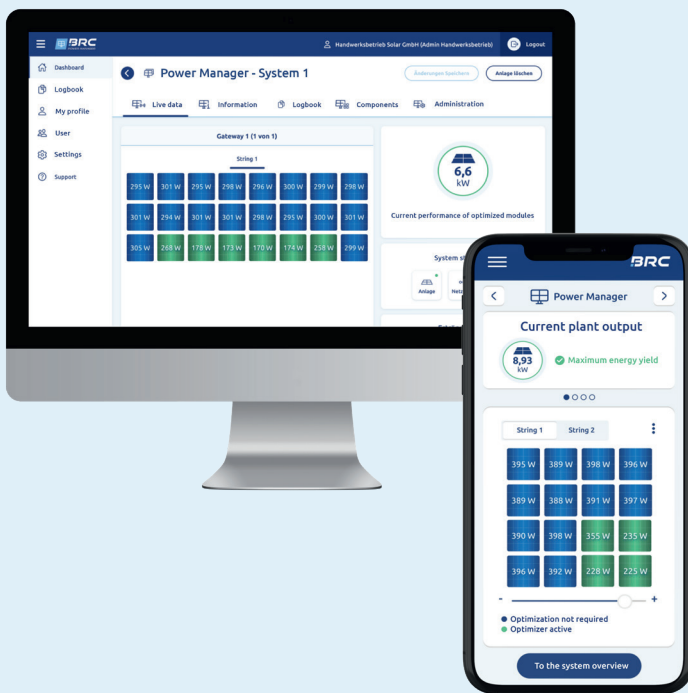 BRC
Handwerksbetrieb Solar GmbH (Admin Handwerksbetrieb)
Logout
Dashboard
Logbook
My profile
User
Settings
Support
Power Manager - System 1
Änderungen Speichern
Anlage löschen
Live data
Information
Logbook
Components
Administration
Gateway 1 (1 von 1)
String 1
295 W 301 W 295 W 298 W 296 W 300 W 299 W 298 W
301 W 294 W 301 W 301 W 298 W 295 W 300 W 301 W
305 W 268 W 178 W 173 W 170 W 174 W 258 W 299 W
6,6
kW
Current performance of optimized modules
System
Anlage
BRC
Power Manager
Current plant output
8,93
kW
Maximum energy yield
String 1 String 2
395 W 389 W 398 W 396 W
389 W 388 W 391 W 397 W
390 W 398 W 355 W 235 W
396 W 392 W 228 W 225 W
- +
Optimization not required
Optimizer active
To the system overview